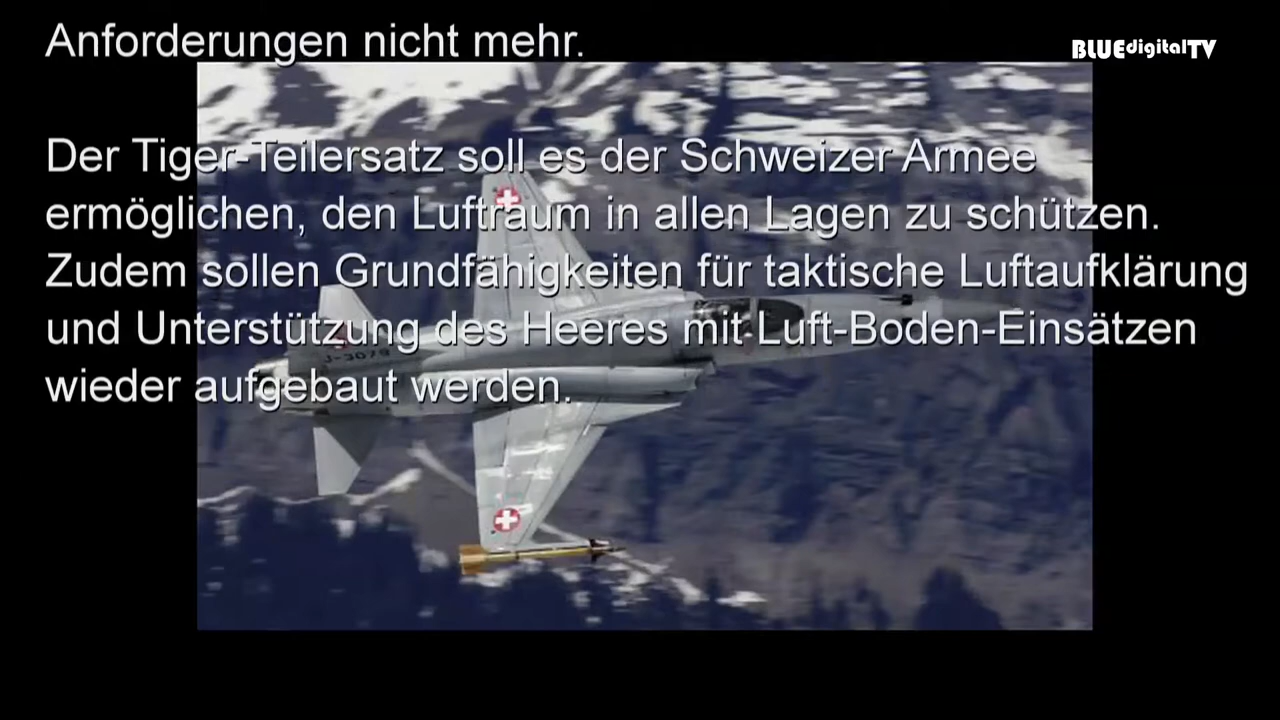 Anforderungen nicht mehr.
BLUEdigitalTV
Der Tiger-Teilersatz soll es der Schweizer Armee
ermöglichen, den Luftraum in allen Lagen zu schützen.
Zudem sollen Grundfähigkeiten für taktische Luftaufklärung
und Unterstützung des Heeres mit Luft-Boden-Einsätzen
wieder aufgebaut werden.
J-3079